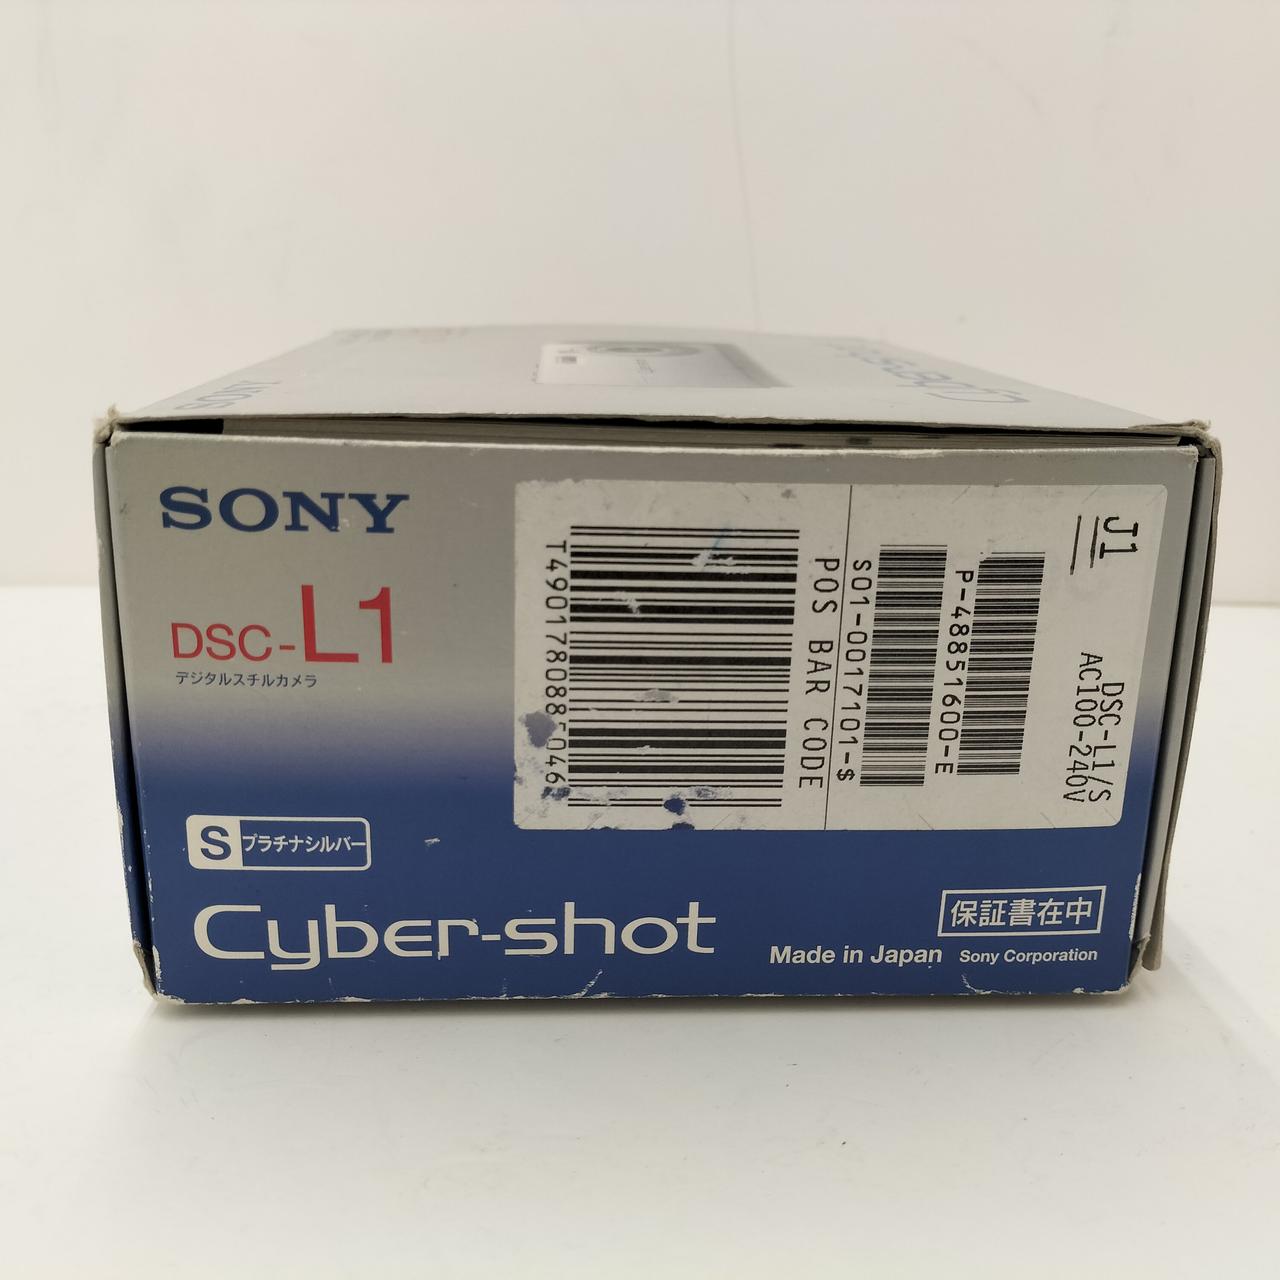 SONY
SONY
DSC-L1
デジタルスチルカメラ
S プラチナシルバー
Cyber-shot
保証書在中
Made in Japan Sony Corporation
J1
DSC-L1/S
AC100-240V
P-48851600-E
S01-0017101-$
POS BAR CODE